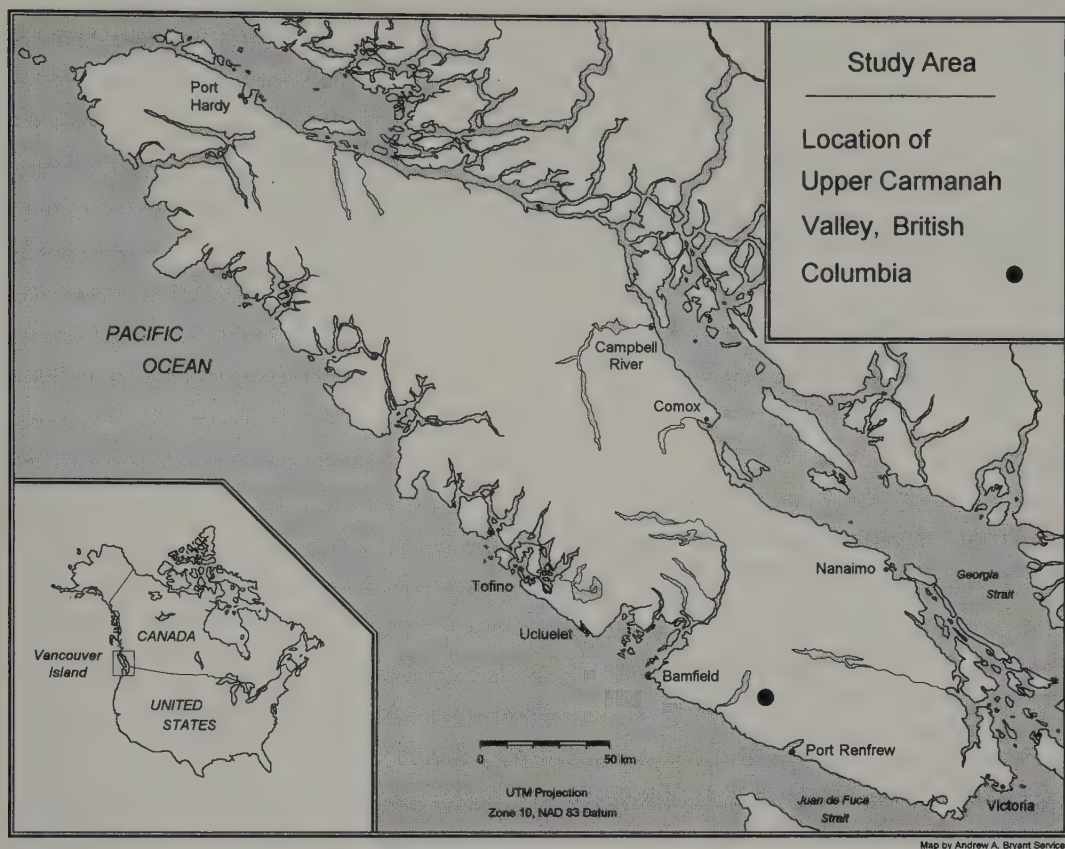 Study Area
Location of
Upper Carmanah
Valley, British
Columbia
Port
Hardy
PACIFIC
OCEAN
Campbell
River
Comox
Tofino
Ucluelet
Nanaimo
Georgia
Strait
Bamfield
Port Renfrew
Victoria
Juan de Fuca
Strait
CANADA
Vancouver
Island
UNITED
STATES
0 50 km
UTM Projection
Zone 10, NAD 83 Datum
Map by Andrew A. Bryant Service